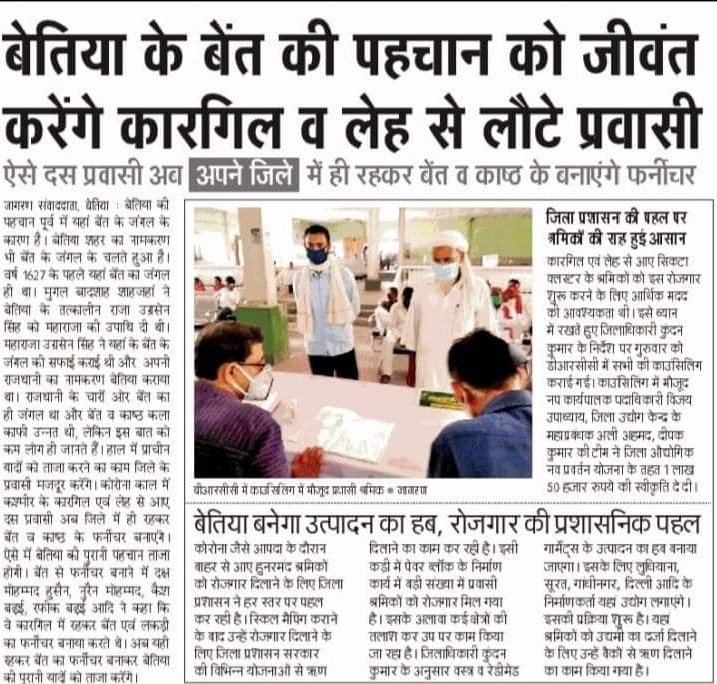 बेतिया के बेंत की पहचान को जीवंत
करेंगे कारगिल व लेह से लौटे प्रवासी
ऐसे दस प्रवासी अब अपने जिले में ही रहकर बेंत व काष्ठ के बनाएंगे फर्नीचर
जागरण संवाददाता, बेतिया : बेतिया की
पहचान पूर्व में यहां बेंत के जंगल के
कारण है। बेतिया शहर का नामकरण
भी बेंत के जंगल के चलते हुआ है।
वर्ष 1627 के पहले यहां बेंत का जंगल
ही था। मुगल बादशाह शाहजहां ने
बेतिया के तत्कालीन राजा उग्रसेन
सिंह को महाराजा की उपाधि दी थी।
महाराजा उग्रसेन सिंह ने यहां के बेंत के
जंगल की सफाई कराई थी और अपनी
राजधानी का नामकरण बेतिया कराया
था। राजधानी के चारों ओर बेंत का
ही जंगल था और बेंत व काष्ठ कला
काफी उन्नत थी, लेकिन इस बात को
कम लोग ही जानते हैं। हाल में प्राचीन
यादों को ताजा करने का काम जिले के
प्रवासी मजदूर करेंगे। कोरोना काल में
कश्मीर के कारगिल एवं लेह से आए
दस प्रवासी अब जिले में ही रहकर
बेंत व काष्ठ के फर्नीचर बनाएंगे।
ऐसे में बेतिया की पुरानी पहचान ताजा
होगी। बेंत से फर्नीचर बनाने में दक्ष
मोहम्मद हुसैन, नुरैन मोहम्मद, कैश
बढ़ई, रफीक बढ़ई आदि ने कहा कि
वे कारगिल में रहकर बेंत एवं लकड़ी
का फर्नीचर बनाया करते थे। अब यही
रहकर बेंत का फर्नीचर बनाकर बेतिया
की पुरानी यादों को ताजा करेंगे।
डीआरसीसी में काउंसिलिंग में मौजूद प्रवासी श्रमिक ● जागरण
जिला प्रशासन की पहल पर
श्रमिकों की राह हुई आसान
कारगिल एवं लेह से आए सिकटा
क्लस्टर के श्रमिकों को इस रोजगार
शुरू करने के लिए आर्थिक मदद
की आवश्यकता थी। इसे ध्यान
में रखते हुए जिलाधिकारी कुंदन
कुमार के निर्देश पर गुरुवार को
डीआरसीसी में सभी की काउंसिलिंग
कराई गई। काउंसिलिंग में मौजूद
नप कार्यपालक पदाधिकारी विजय
उपाध्याय, जिला उद्योग केन्द्र के
महाप्रबंधक अली अहमद, दीपक
कुमार की टीम ने जिला औद्योगिक
नव प्रवर्तन योजना के तहत 1 लाख
50 हजार रुपये की स्वीकृति दे दी।
बेतिया बनेगा उत्पादन का हब, रोजगार की प्रशासनिक पहल
कोरोना जैसे आपदा के दौरान
बाहर से आए हुनरमंद श्रमिकों
को रोजगार दिलाने के लिए जिला
प्रशासन ने हर स्तर पर पहल
कर रही है। स्किल मैपिंग कराने
के बाद उन्हें रोजगार दिलाने के
लिए जिला प्रशासन सरकार
की विभिन्न योजनाओं से ऋण
दिलाने का काम कर रही है। इसी
कड़ी में पेवर ब्लॉक के निर्माण
कार्य में बड़ी संख्या में प्रवासी
श्रमिकों को रोजगार मिल गया
है। इसके अलावा कई क्षेत्रों की
तलाश कर उप पर काम किया
जा रहा है। जिलाधिकारी कुंदन
कुमार के अनुसार वस्त्र व रेडीमेड
गार्मेंट्स के उत्पादन का हब बनाया
जाएगा। इसके लिए लुधियाना,
सूरत, गांधीनगर, दिल्ली आदि के
निर्माणकर्ता यहां उद्योग लगाएंगे।
इसकी प्रक्रिया शुरू है। यहां
श्रमिकों को उद्यमी का दर्जा दिलाने
के लिए उन्हें बैंकों से ऋण दिलाने
का काम किया गया है।